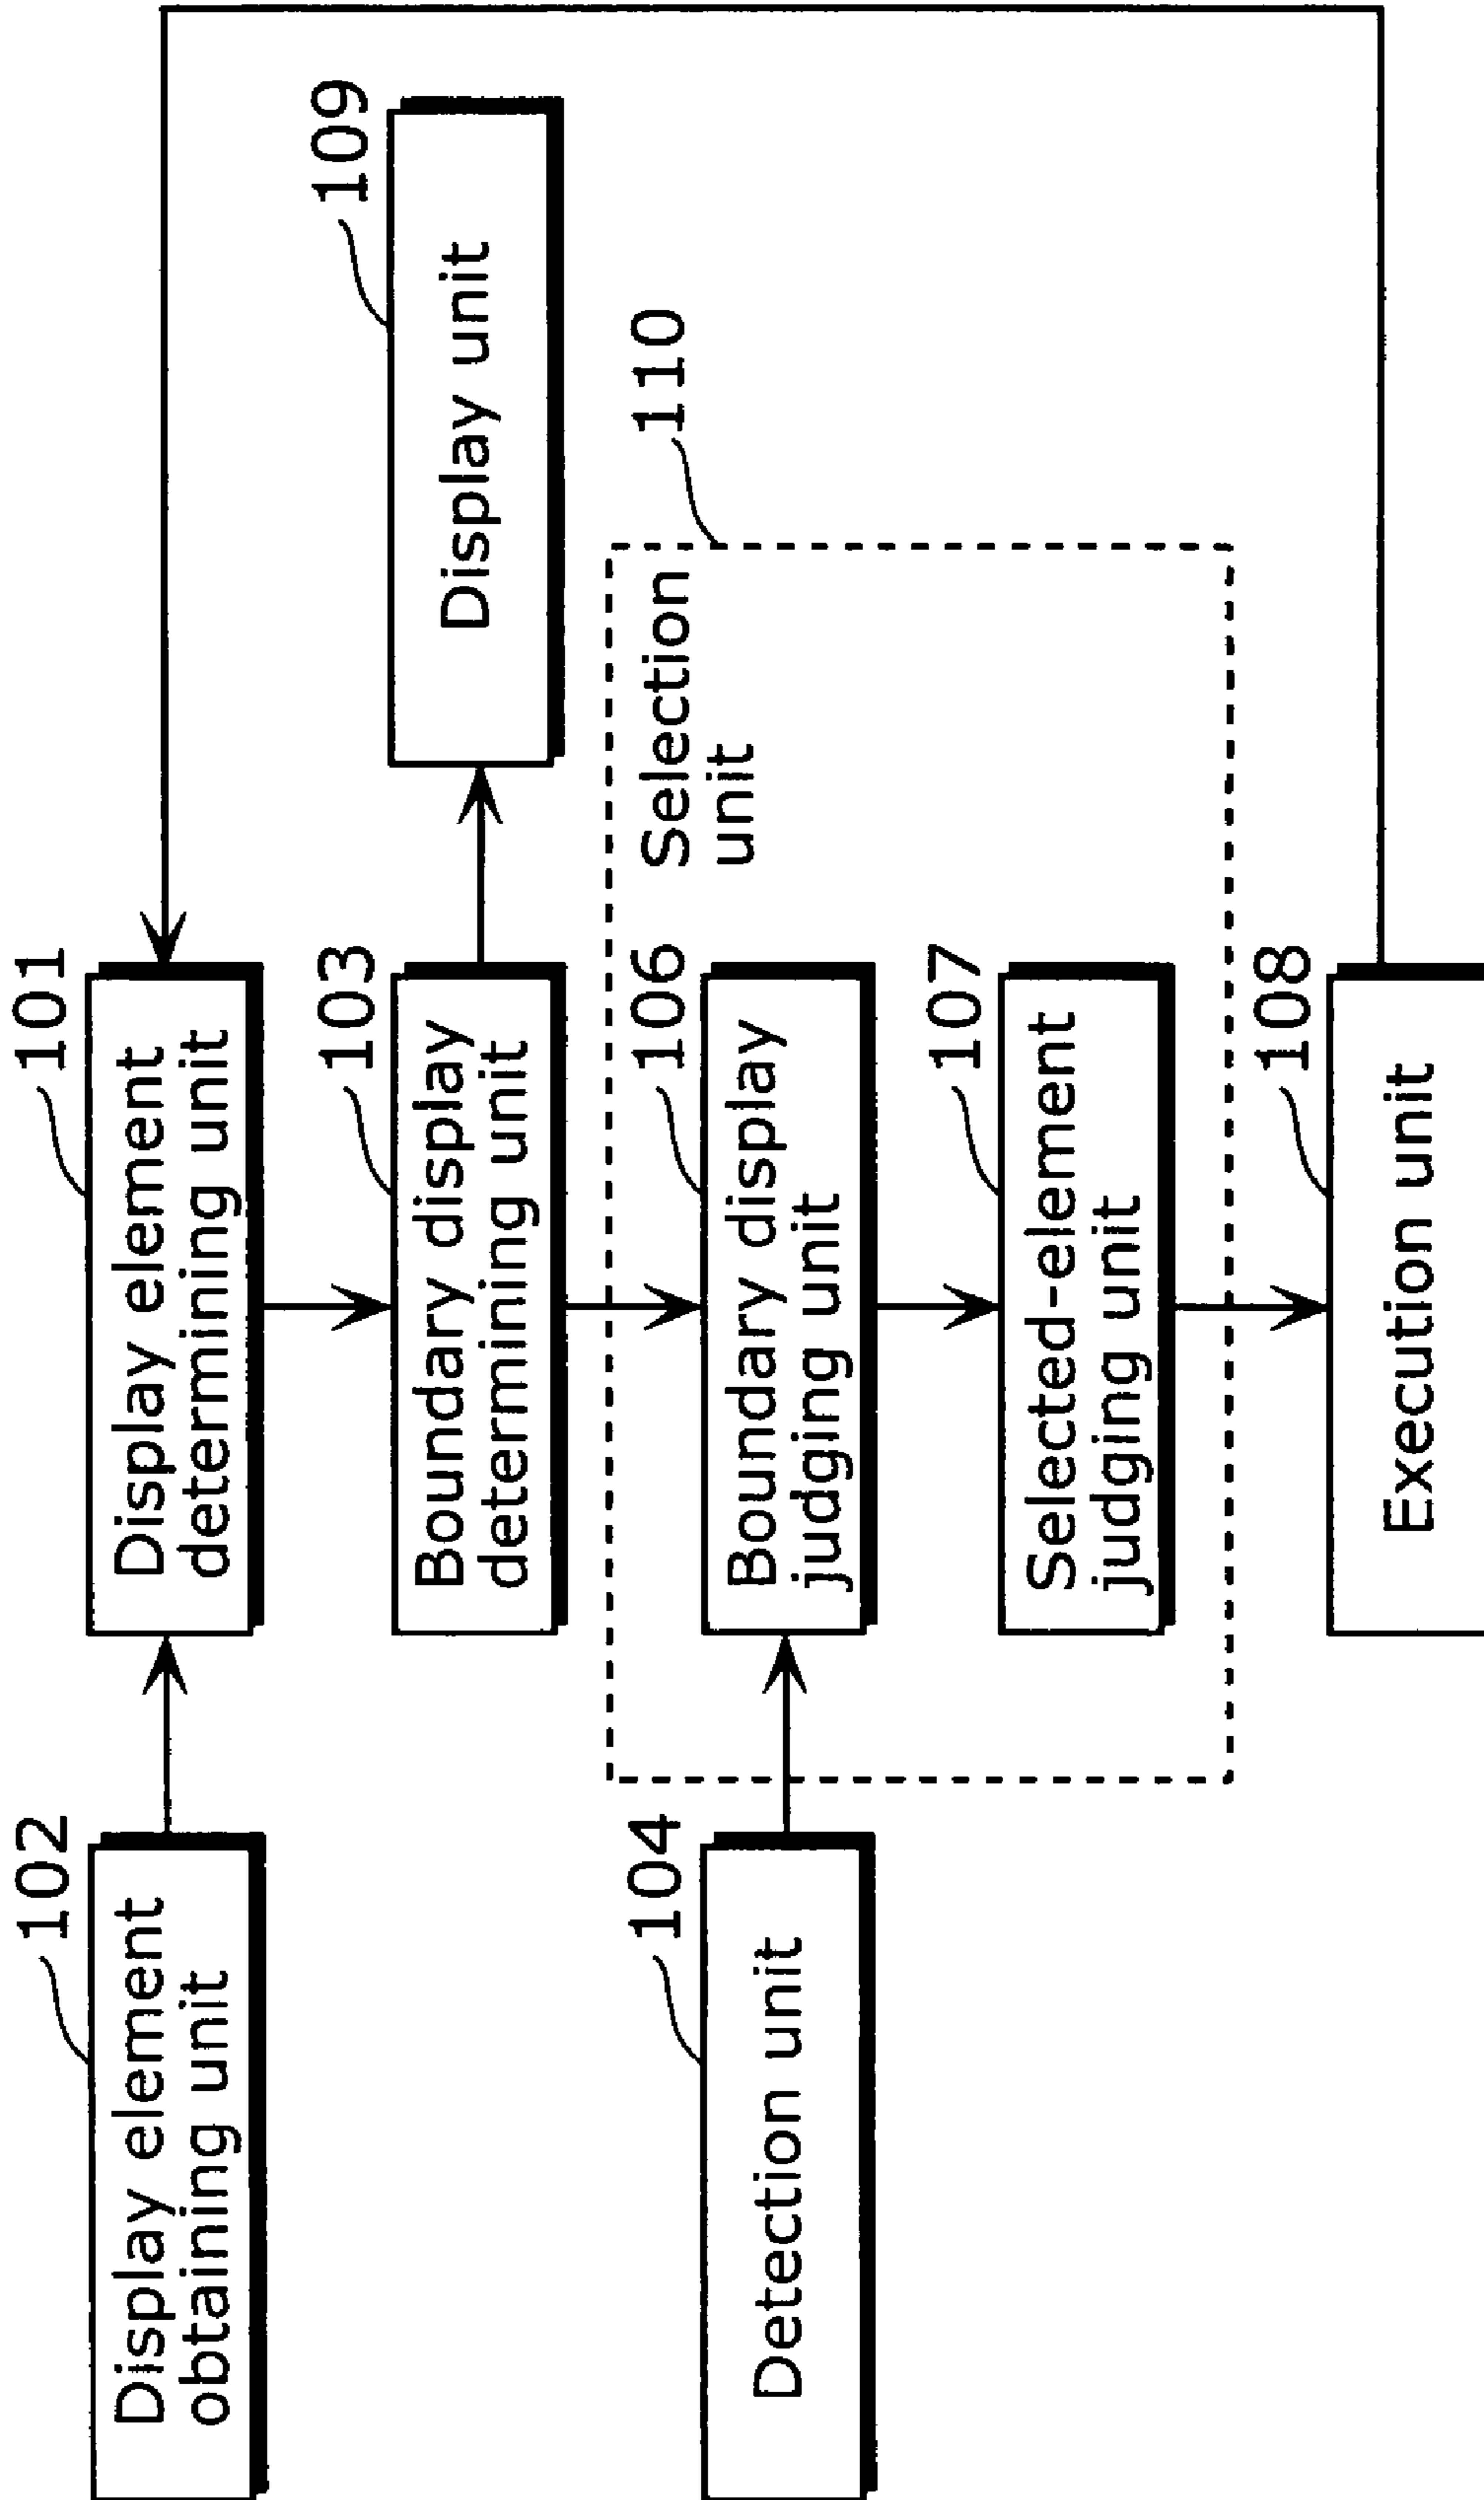 102
Display element
obtaining unit
101
Display element
determining unit
103
Boundary display
determining unit
109
Display unit
110
Selection
unit
104
Detection unit
106
Boundary display
judging unit
107
Selected-element
judging unit
108
Execution unit